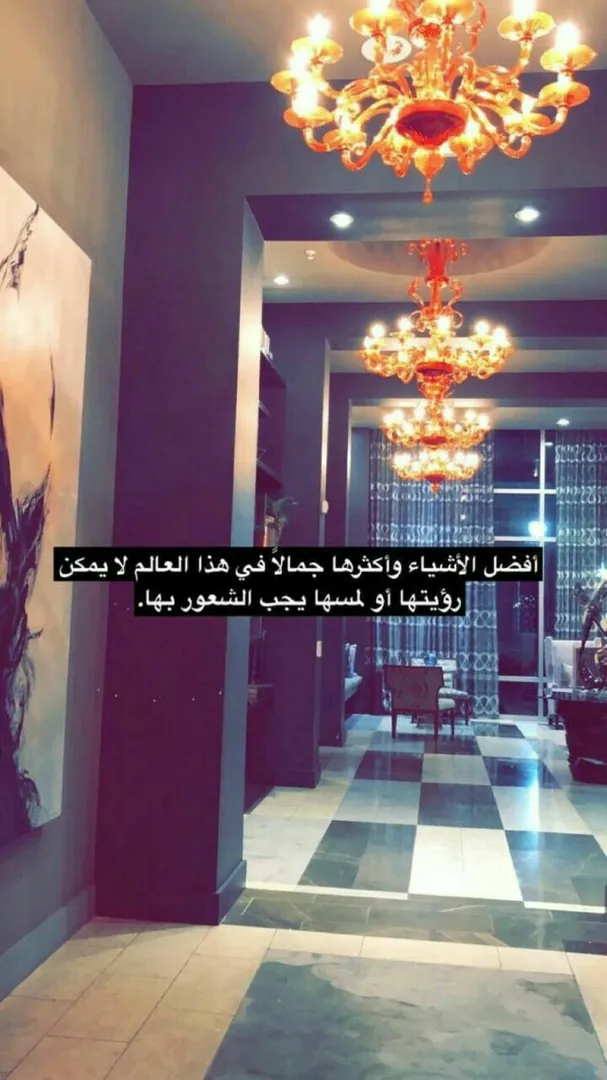 أفضل الأشياء وأكثرها جمالاً في هذا العالم لا يمكن
رؤيتها أو لمسها يجب الشعور بها.